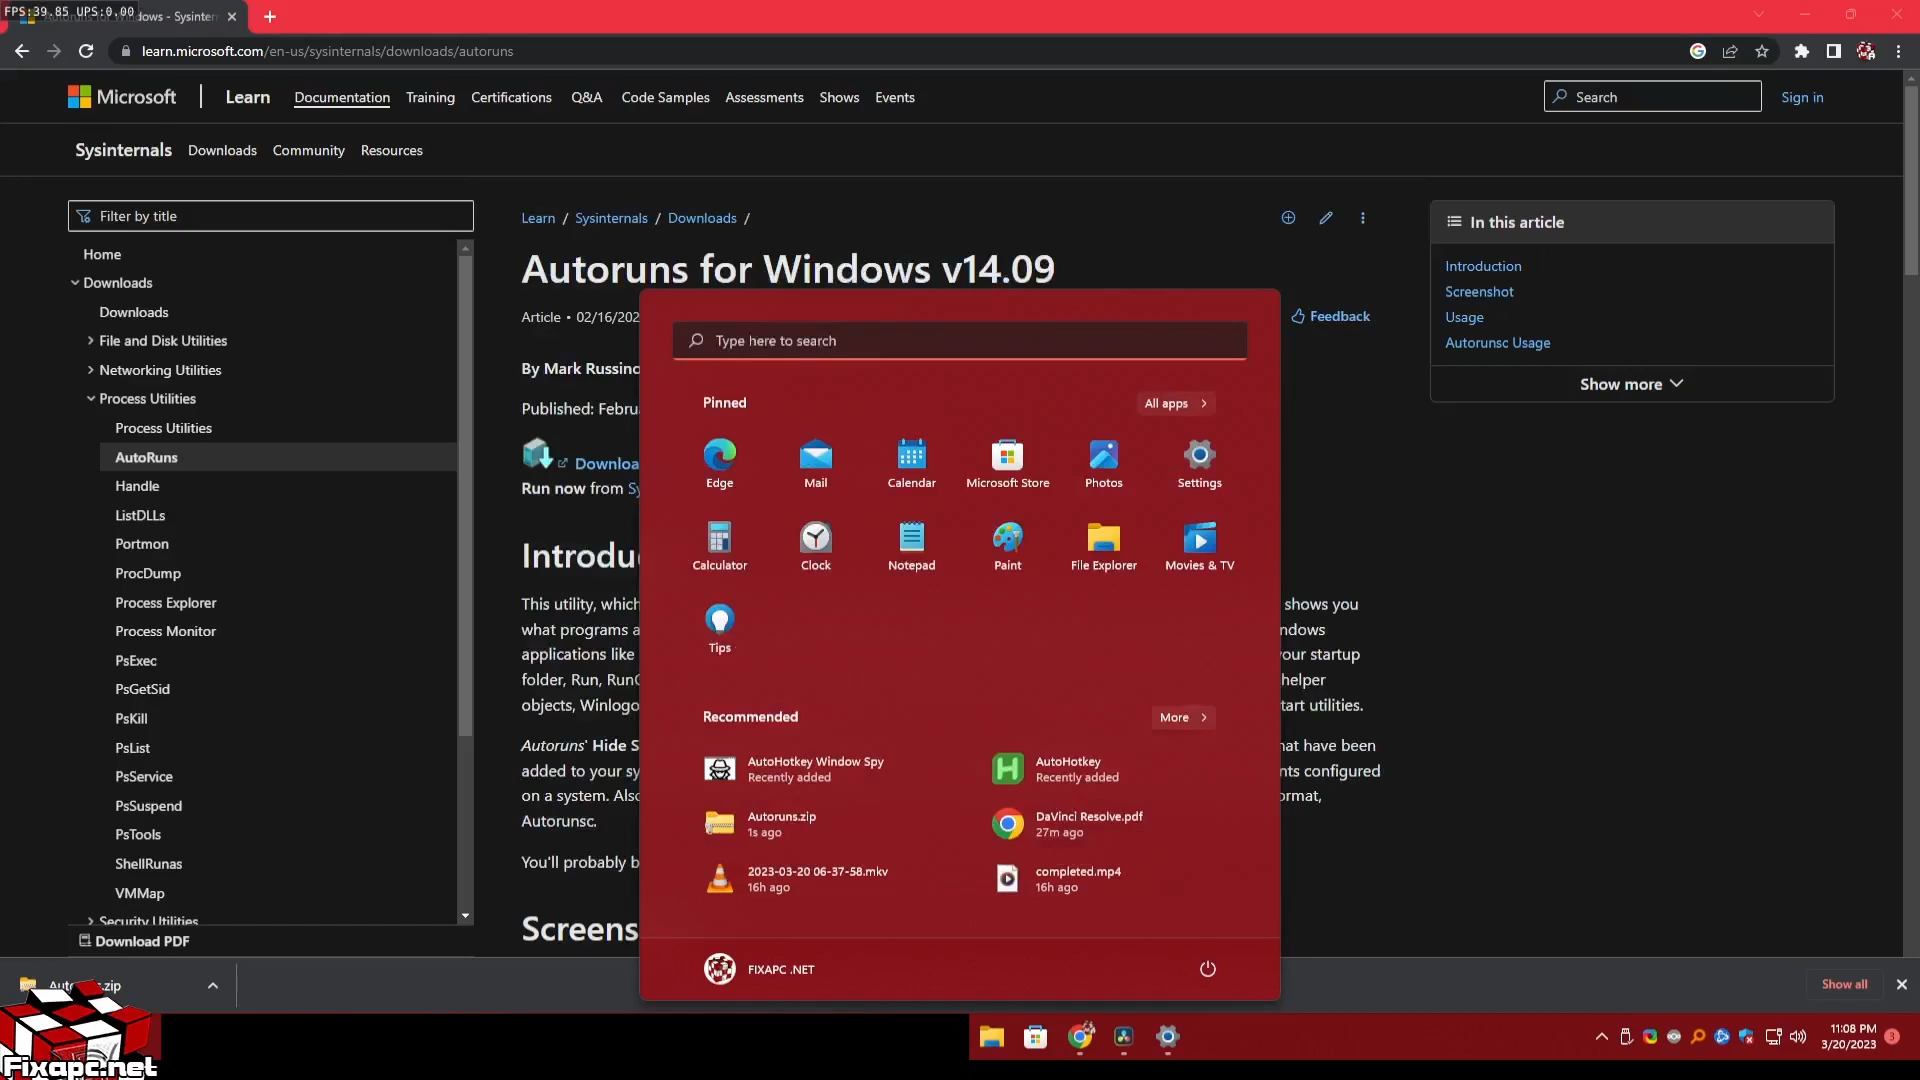 FPS:39.85 UPS:0.00
dows - Sysinter
learn.microsoft.com/en-us/sysinternals/downloads/autoruns
Microsoft
Learn
Documentation
Training
Certifications
Q&A
Code Samples
Assessments
Shows
Events
Search
Sign in
Sysinternals
Downloads
Community
Resources
Filter by title
Home
Downloads
Downloads
File and Disk Utilities
Networking Utilities
Process Utilities
Process Utilities
AutoRuns
Handle
ListDLLs
Portmon
ProcDump
Process Explorer
Process Monitor
PsExec
PsGetSid
PsKill
PsList
PsService
PsSuspend
PsTools
ShellRunas
VMMap
Security Utilities
Download PDF
Learn / Sysinternals / Downloads /
Autoruns for Windows v14.09
Article • 02/16/202
Feedback
By Mark Russino
Published: Febru
Downloa
Run now from Sy
Introdu
This utility, which
shows you
what programs a
ndows
applications like
our startup
folder, Run, RunO
helper
objects, Winlogo
tart utilities.
Autoruns' Hide S
hat have been
added to your sy
nts configured
on a system. Also
ormat,
Autorunsc.
You'll probably b
Screens
In this article
Introduction
Screenshot
Usage
Autorunsc Usage
Show more
Type here to search
Pinned
All apps
Edge
Mail
Calendar
Microsoft Store
Photos
Settings
Calculator
Clock
Notepad
Paint
File Explorer
Movies & TV
Tips
Recommended
More
AutoHotkey Window Spy
Recently added
AutoHotkey
Recently added
Autoruns.zip
1s ago
DaVinci Resolve.pdf
27m ago
2023-03-20 06-37-58.mkv
16h ago
completed.mp4
16h ago
FIXAPC .NET
Show all
Fixapc.net
11:08 PM
3/20/2023
3